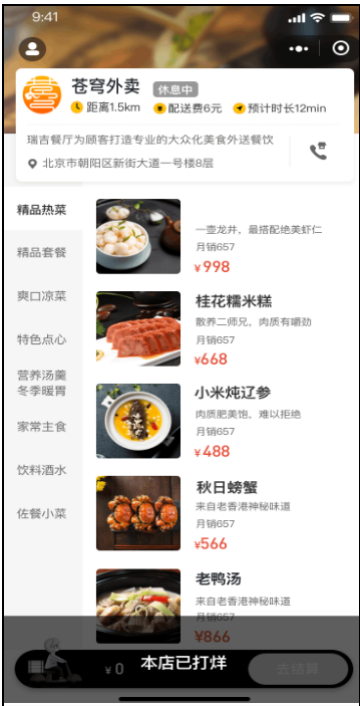 9:41
苍穹外卖 休息中
距离1.5km 配送费6元 预计时长12min
瑞吉餐厅为顾客打造专业的大众化美食外送餐饮
北京市朝阳区新街大道一号楼8层
精品热菜
精品套餐
爽口凉菜
特色点心
营养汤羹
冬季暖胃
家常主食
饮料酒水
佐餐小菜
一壶龙井，最搭配绝美虾仁
月销657
¥998
桂花糯米糕
散养二师兄，肉质有嚼劲
月销657
¥668
小米炖辽参
肉质肥美饱，难以拒绝
月销657
¥488
秋日螃蟹
来自老香港神秘味道
月销657
¥566
老鸭汤
来自老香港神秘味道
月销657
¥866
¥0 本店已打烊 去结算